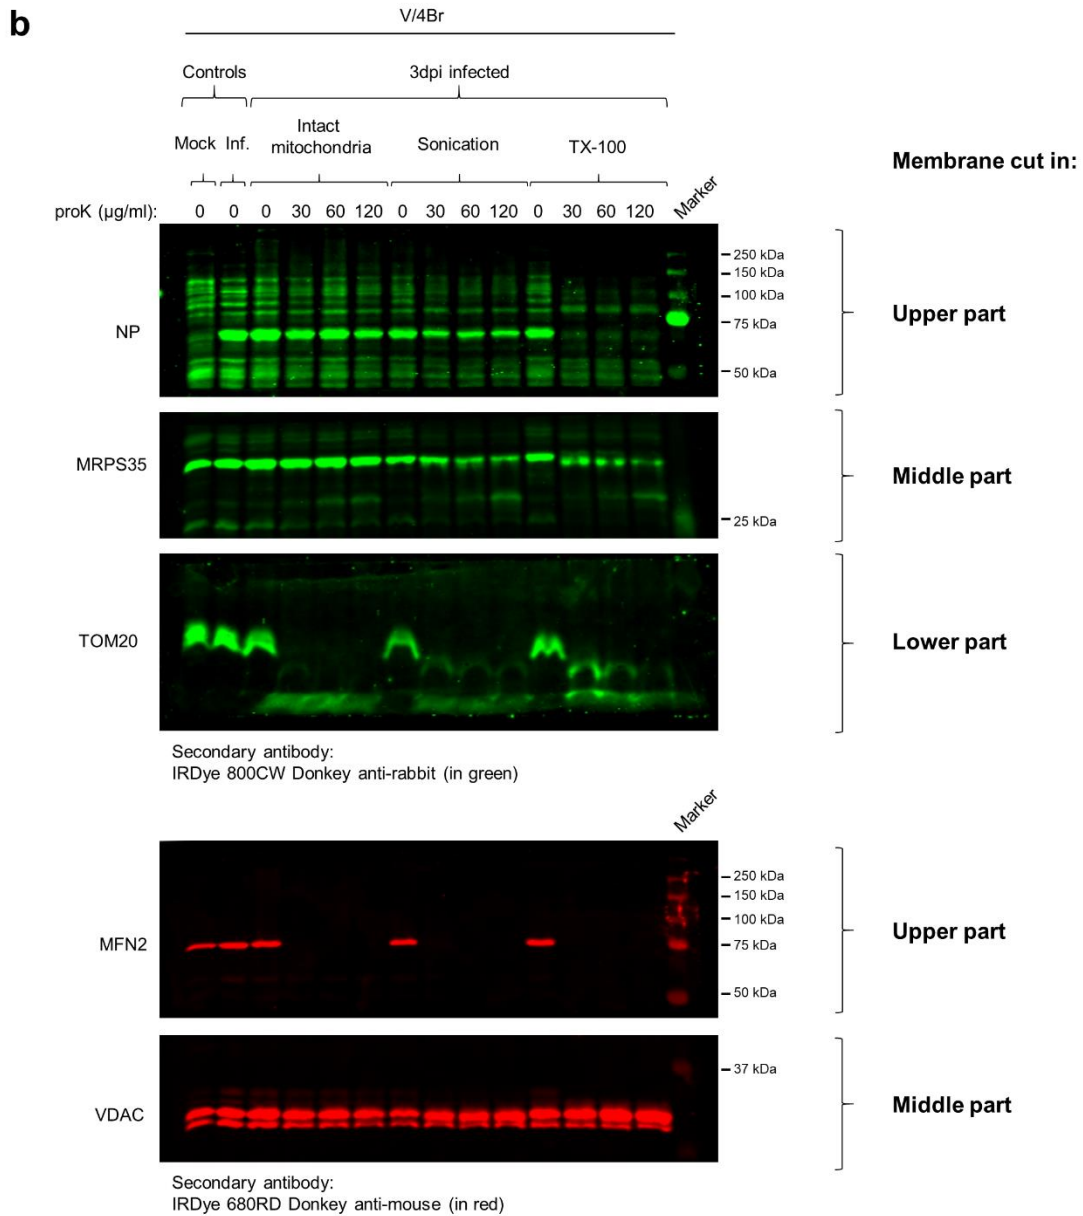 b
V/4Br
Controls
3dpi infected
Mock Inf.
Intact
mitochondria
Sonication
TX-100
Membrane cut in:
proK (µg/ml): 0 0 0 30 60 120 0 30 60 120 0 30 60 120 Marker
250 kDa
150 kDa
100 kDa
75 kDa
50 kDa
NP
Upper part
MRPS35
25 kDa
Middle part
TOM20
Lower part
Secondary antibody:
IRDye 800CW Donkey anti-rabbit (in green)
Marker
250 kDa
150 kDa
100 kDa
75 kDa
50 kDa
MFN2
Upper part
37 kDa
VDAC
Middle part
Secondary antibody:
IRDye 680RD Donkey anti-mouse (in red)